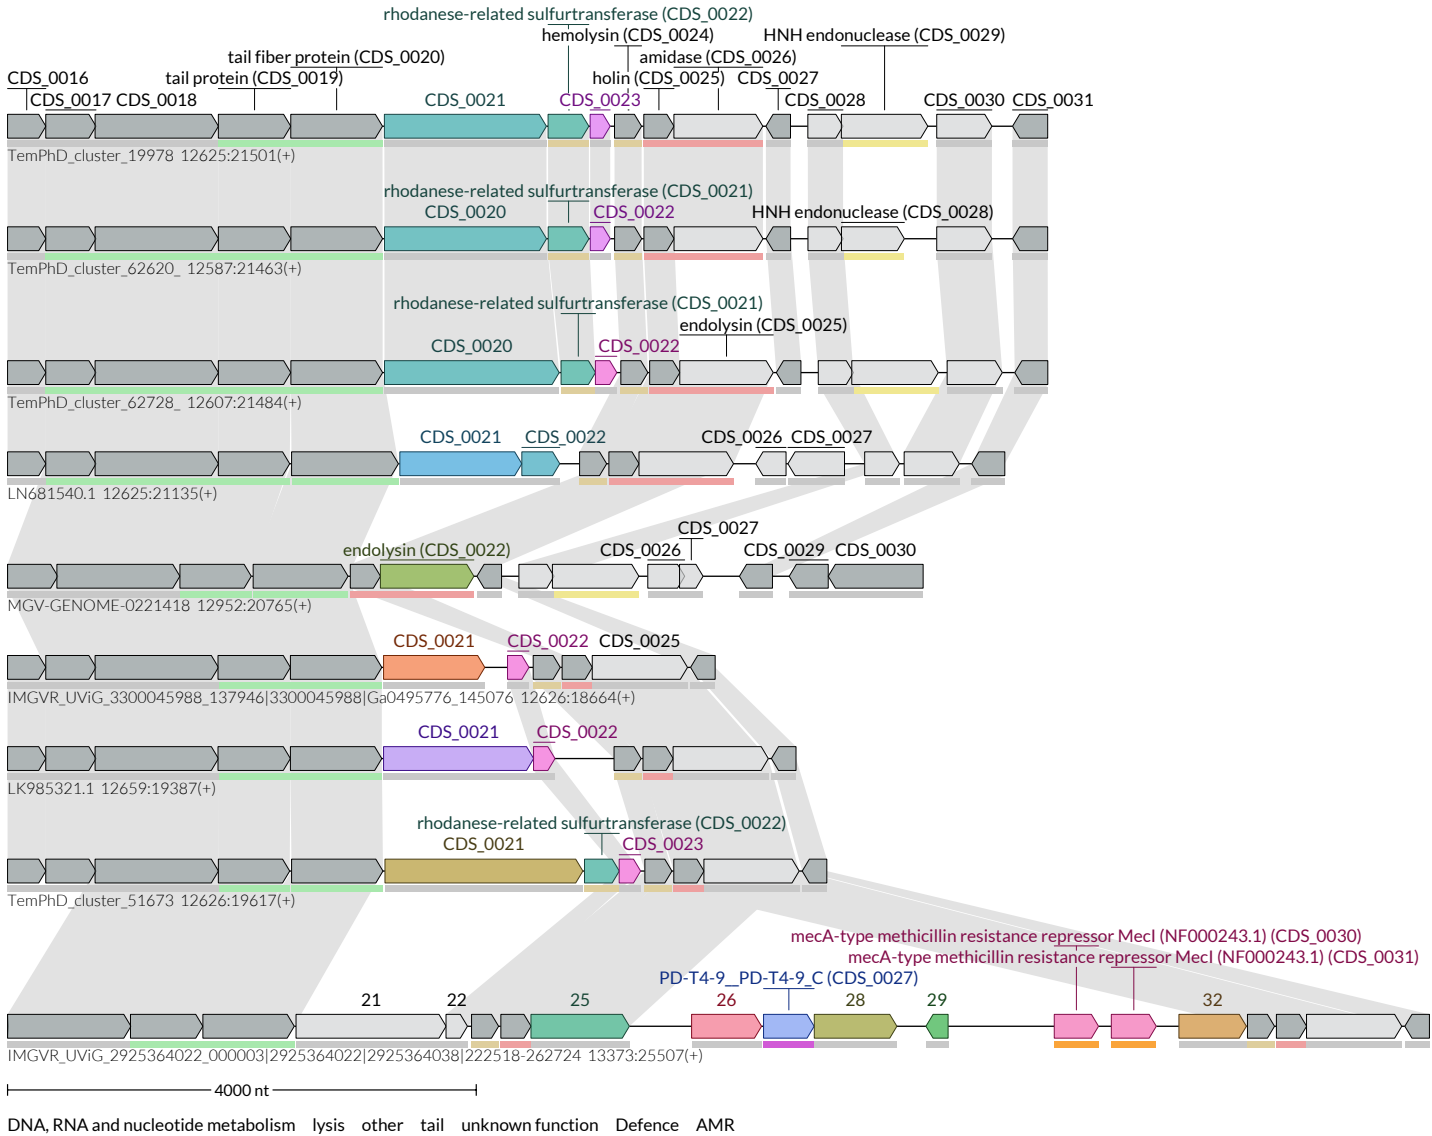 rhodanese-related sulfurtransferase (CDS_0022)
hemolysin (CDS_0024) HNH endonuclease (CDS_0029)
tail fiber protein (CDS_0020) amidase (CDS_0026)
CDS_0016 tail protein (CDS_0019) holin (CDS_0025) CDS_0027
CDS_0017 CDS_0018 CDS_0021 CDS_0023 CDS_0028 CDS_0030 CDS_0031
TemPhD_cluster_19978 12625:21501(+)
rhodanese-related sulfurtransferase (CDS_0021)
CDS_0020 CDS_0022 HNH endonuclease (CDS_0028)
TemPhD_cluster_62620_ 12587:21463(+)
rhodanese-related sulfurtransferase (CDS_0021)
endolysin (CDS_0025)
CDS_0020 CDS_0022
TemPhD_cluster_62728_ 12607:21484(+)
CDS_0021 CDS_0022 CDS_0026 CDS_0027
LN681540.1 12625:21135(+)
CDS_0027
endolysin (CDS_0022) CDS_0026 CDS_0029 CDS_0030
MGV-GENOME-0221418 12952:20765(+)
CDS_0021 CDS_0022 CDS_0025
IMGVR_UViG_3300045988_137946|3300045988|Ga0495776_145076 12626:18664(+)
CDS_0021 CDS_0022
LK985321.1 12659:19387(+)
rhodanese-related sulfurtransferase (CDS_0022)
CDS_0021 CDS_0023
TemPhD_cluster_51673 12626:19617(+)
mecA-type methicillin resistance repressor MecI (NF000243.1) (CDS_0030)
mecA-type methicillin resistance repressor MecI (NF000243.1) (CDS_0031)
PD-T4-9__PD-T4-9_C (CDS_0027)
21 22 25 26 28 29 32
IMGVR_UViG_2925364022_000003|2925364022|2925364038|222518-262724 13373:25507(+)
4000 nt
DNA, RNA and nucleotide metabolism lysis other tail unknown function Defence AMR